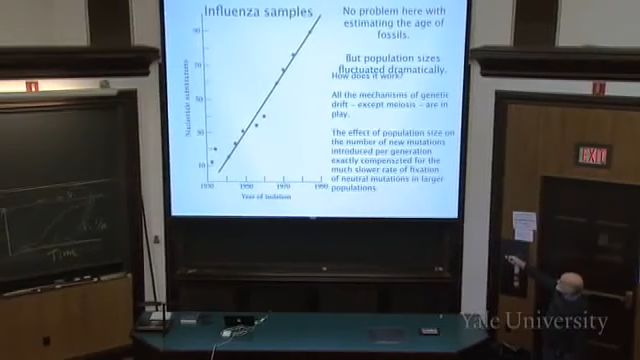 Influenza samples
No problem here with
estimating the age of
fossils.
But population sizes
fluctuated dramatically.
How does it work?
All the mechanisms of genetic
drift – except meiosis – are in
play.
The effect of population size on
the number of new mutations
introduced per generation
exactly compensated for the
much slower rate of fixation
of neutral mutations in larger
populations.
Nucleotide substitutions
90
70
50
30
10
1930
1950
1970
1990
Year of isolation
Time
EXIT
Yale University